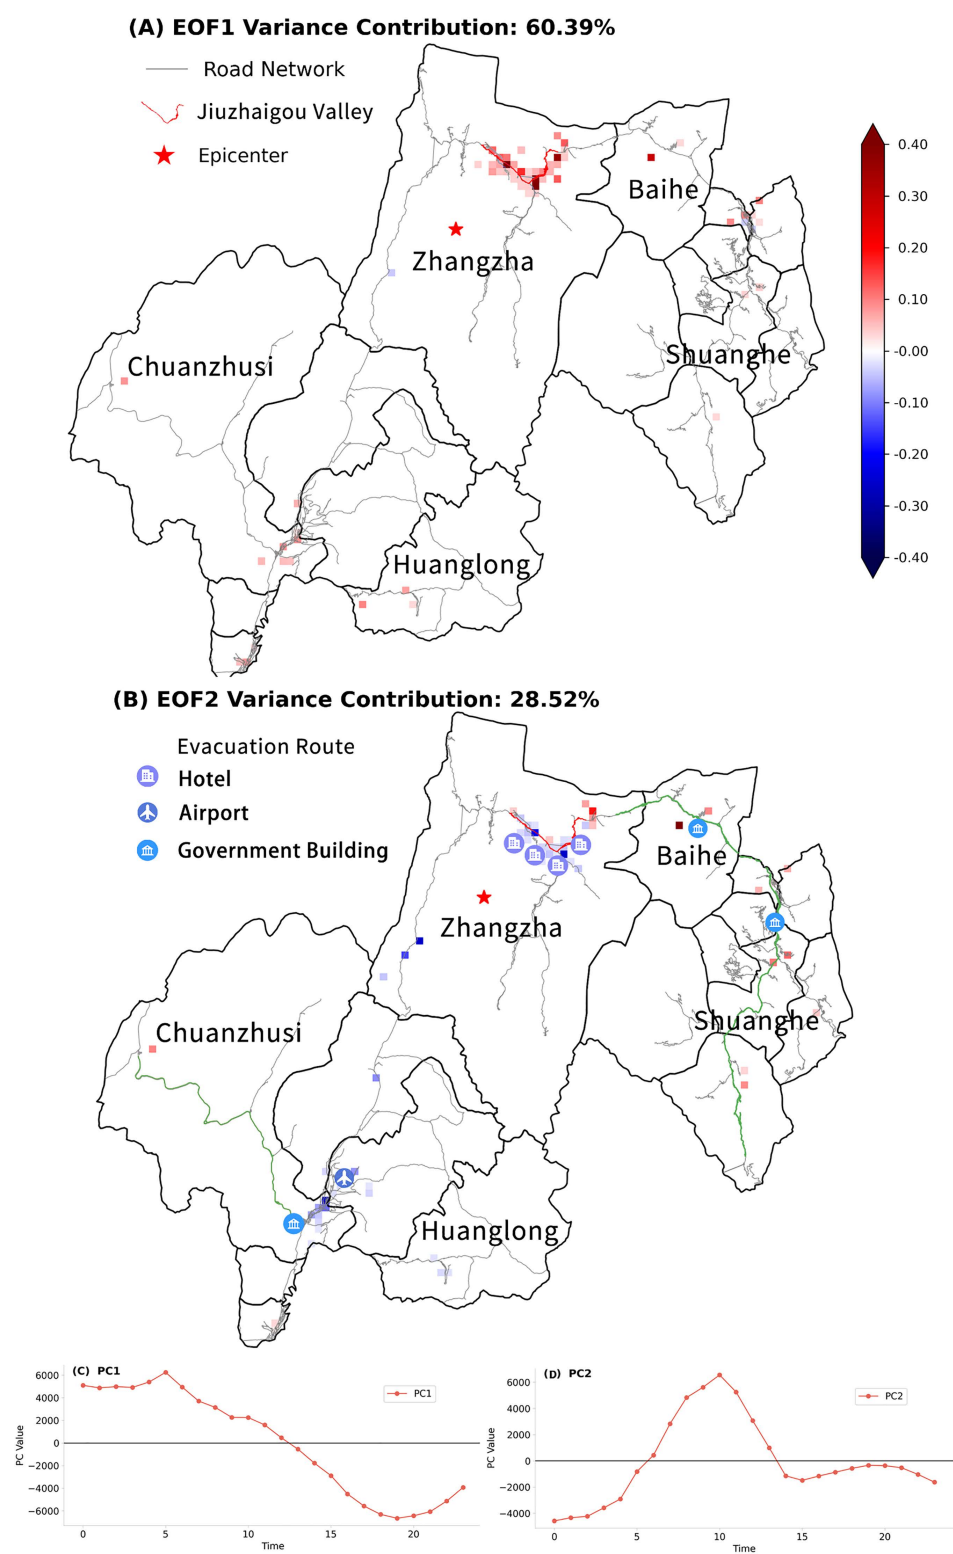 (A) EOF1 Variance Contribution: 60.39%
Road Network
Jiuzhaigou Valley
Epicenter
Baihe
Zhangzha
Shuanghe
Chuanzhusi
Huanglong
0.40
0.30
0.20
0.10
-0.00
-0.10
-0.20
-0.30
-0.40
(B) EOF2 Variance Contribution: 28.52%
Evacuation Route
Hotel
Airport
Government Building
Baihe
Zhangzha
Shuanghe
Chuanzhusi
Huanglong
(C) PC1
PC1
PC Value
6000
4000
2000
0
−2000
−4000
−6000
0 5 10 15 20
Time
(D) PC2
PC2
PC Value
6000
4000
2000
0
−2000
−4000
0 5 10 15 20
Time